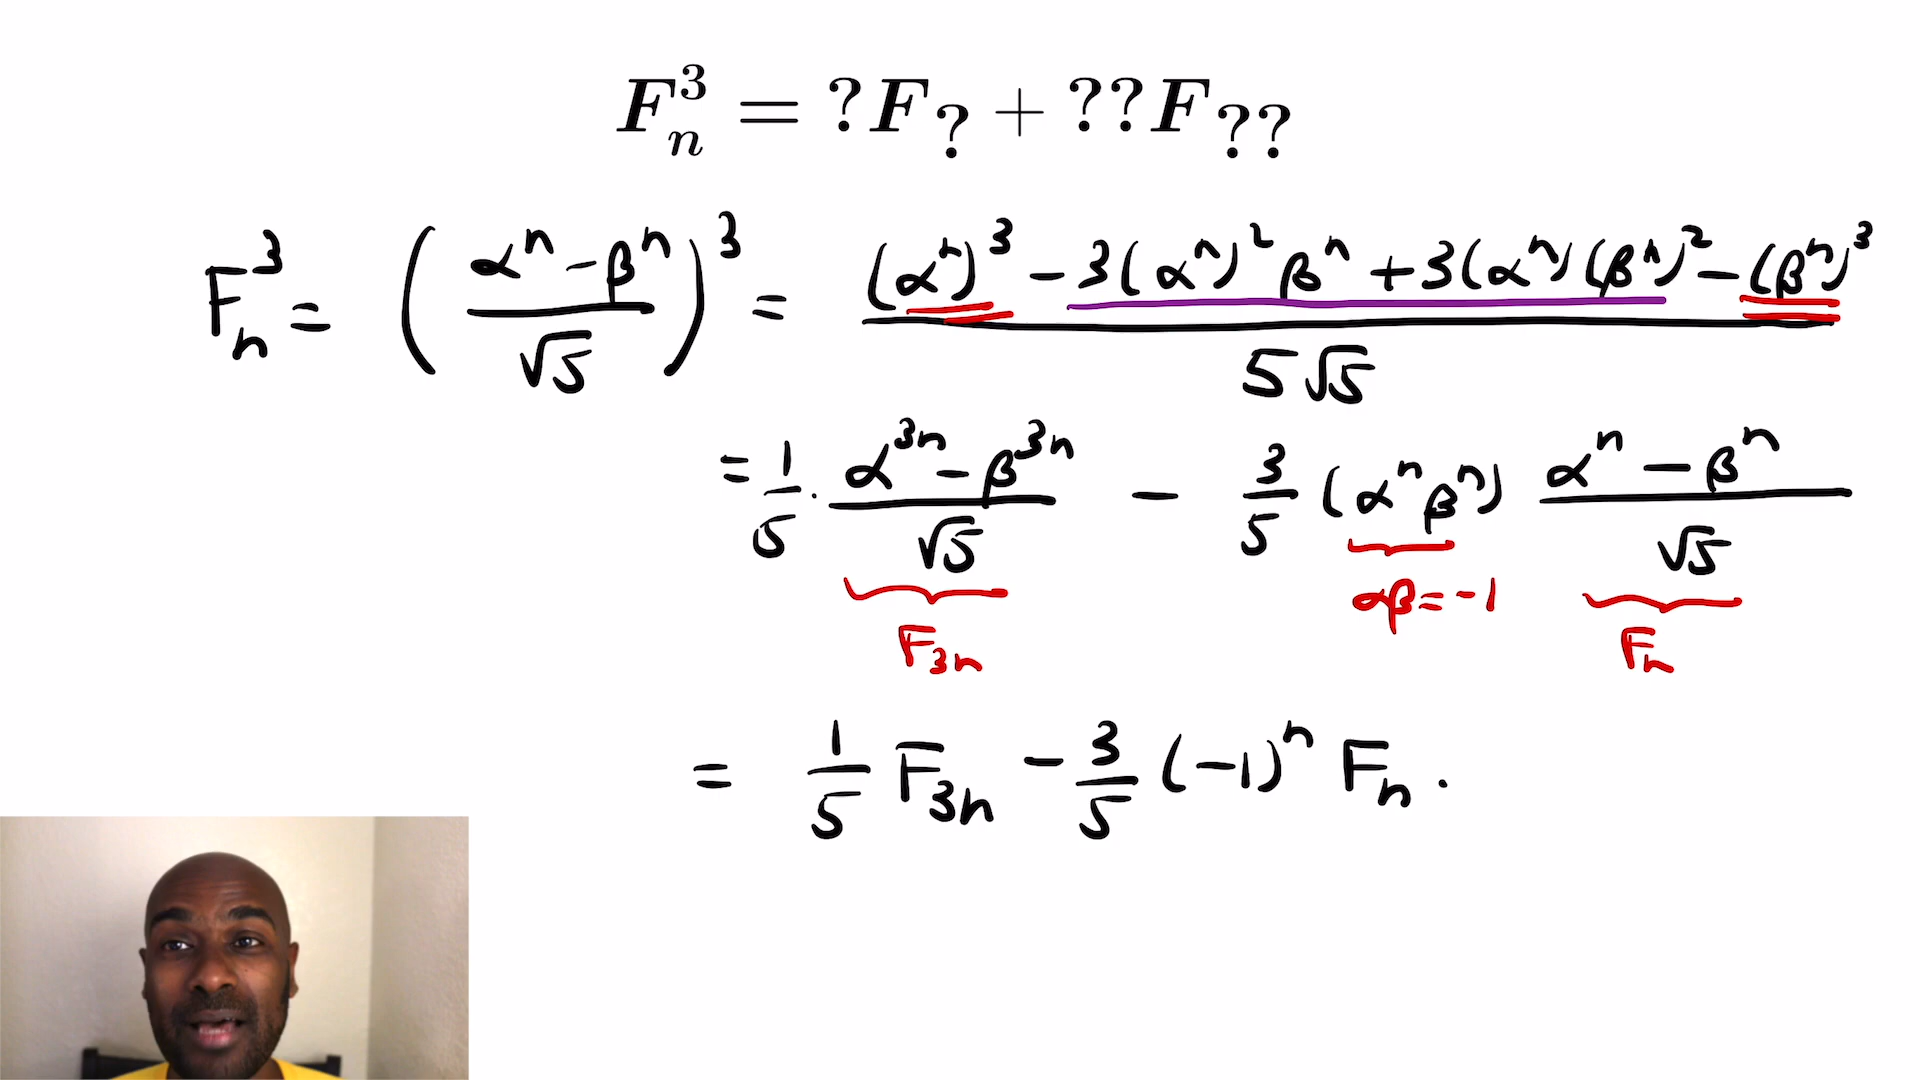 F_n^3 = ?F_? + ??F_??
F_n^3 = ( (α^n - β^n) / √5 )^3 = ( (α^n)^3 - 3(α^n)^2 β^n + 3(α^n)(β^n)^2 - (β^n)^3 ) / 5√5
= 1/5 · (α^{3n} - β^{3n}) / √5 - 3/5 (α^n β^n) (α^n - β^n) / √5
F_{3n} αβ = -1 F_n
= 1/5 F_{3n} - 3/5 (-1)^n F_n.